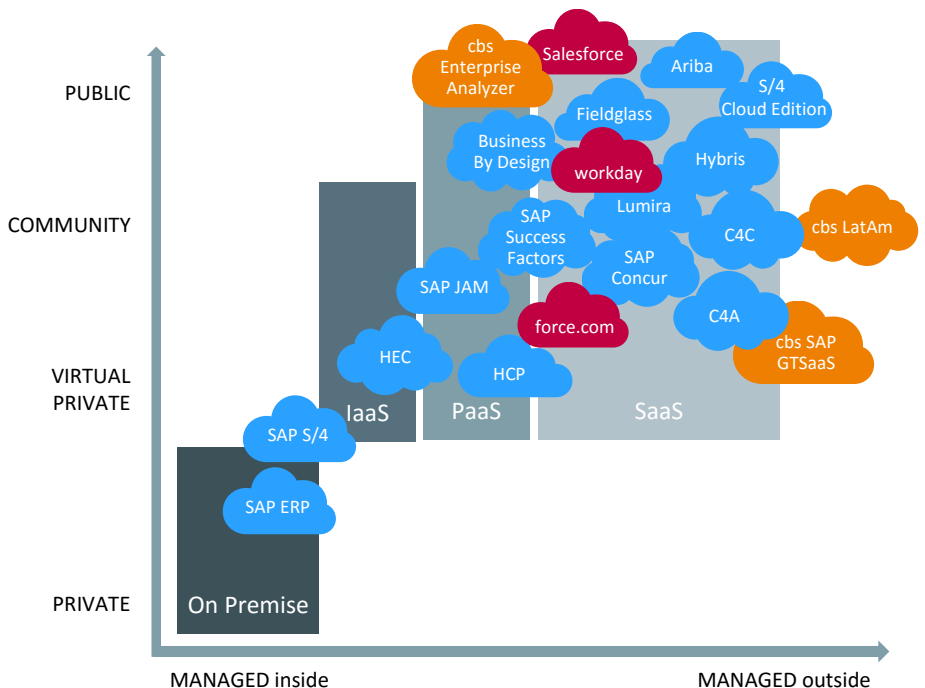 PUBLIC
COMMUNITY
VIRTUAL
PRIVATE
PRIVATE
cbs
Enterprise
Analyzer
Salesforce
Ariba
S/4
Cloud Edition
Fieldglass
Business
By Design
workday
Hybris
Lumira
SAP
Success
Factors
C4C
cbs LatAm
SAP
Concur
SAP JAM
force.com
C4A
cbs SAP
GTSaaS
HEC
HCP
IaaS
PaaS
SaaS
SAP S/4
SAP ERP
On Premise
MANAGED inside
MANAGED outside